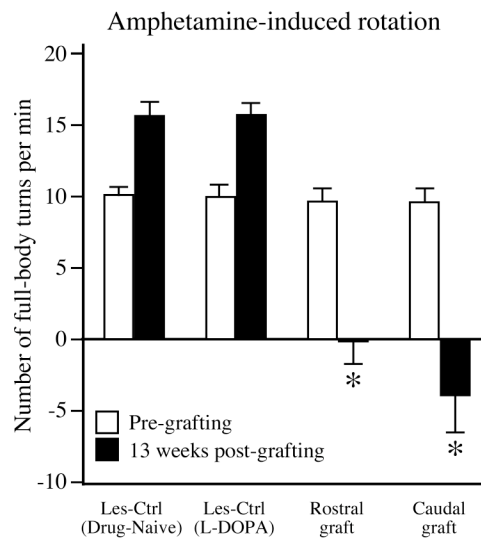 Amphetamine-induced rotation
Number of full-body turns per min
20
15
10
5
0
-5
-10
*
*
Pre-grafting
13 weeks post-grafting
Les-Ctrl
(Drug-Naive)
Les-Ctrl
(L-DOPA)
Rostral
graft
Caudal
graft